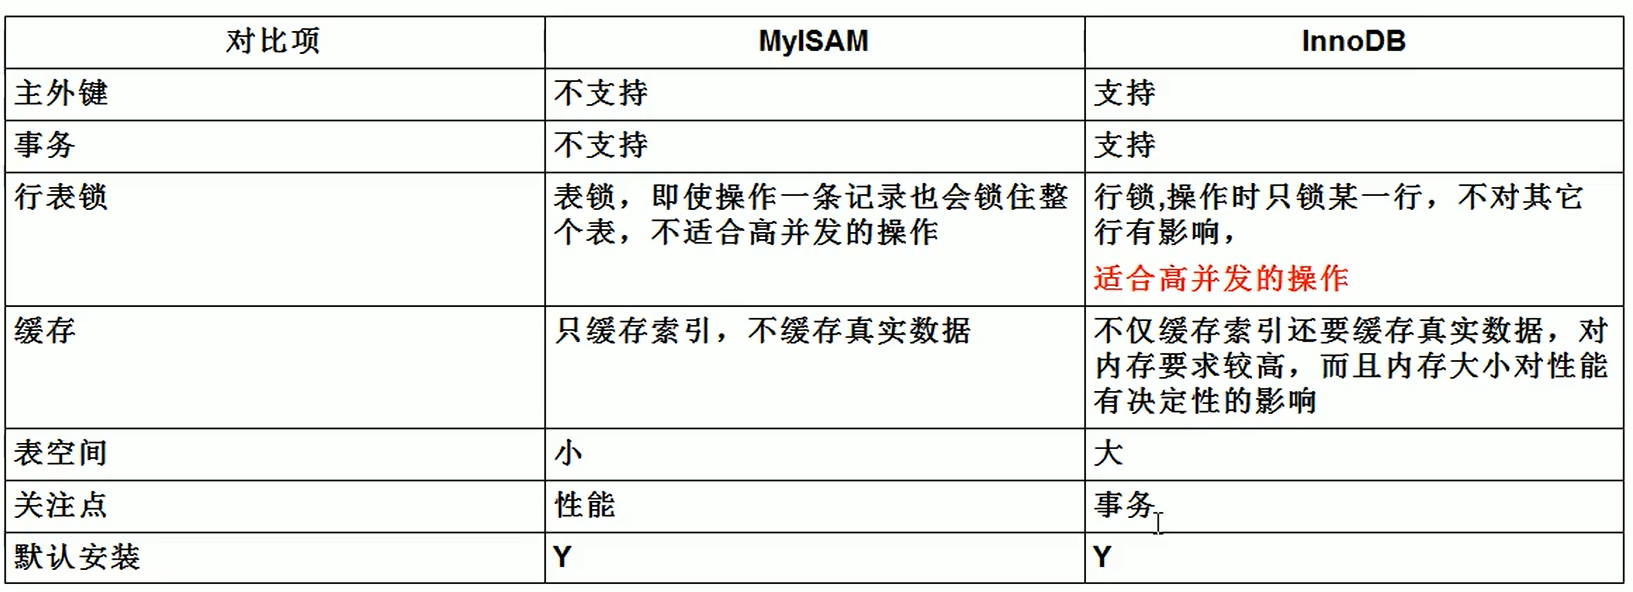 对比项 MyISAM InnoDB
主外键 不支持 支持
事务 不支持 支持
行表锁
表锁，即使操作一条记录也会锁住整
个表，不适合高并发的操作
行锁,操作时只锁某一行，不对其它
行有影响，
适合高并发的操作
缓存
只缓存索引，不缓存真实数据
不仅缓存索引还要缓存真实数据，对
内存要求较高，而且内存大小对性能
有决定性的影响
表空间 小 大
关注点 性能 事务
默认安装 Y Y